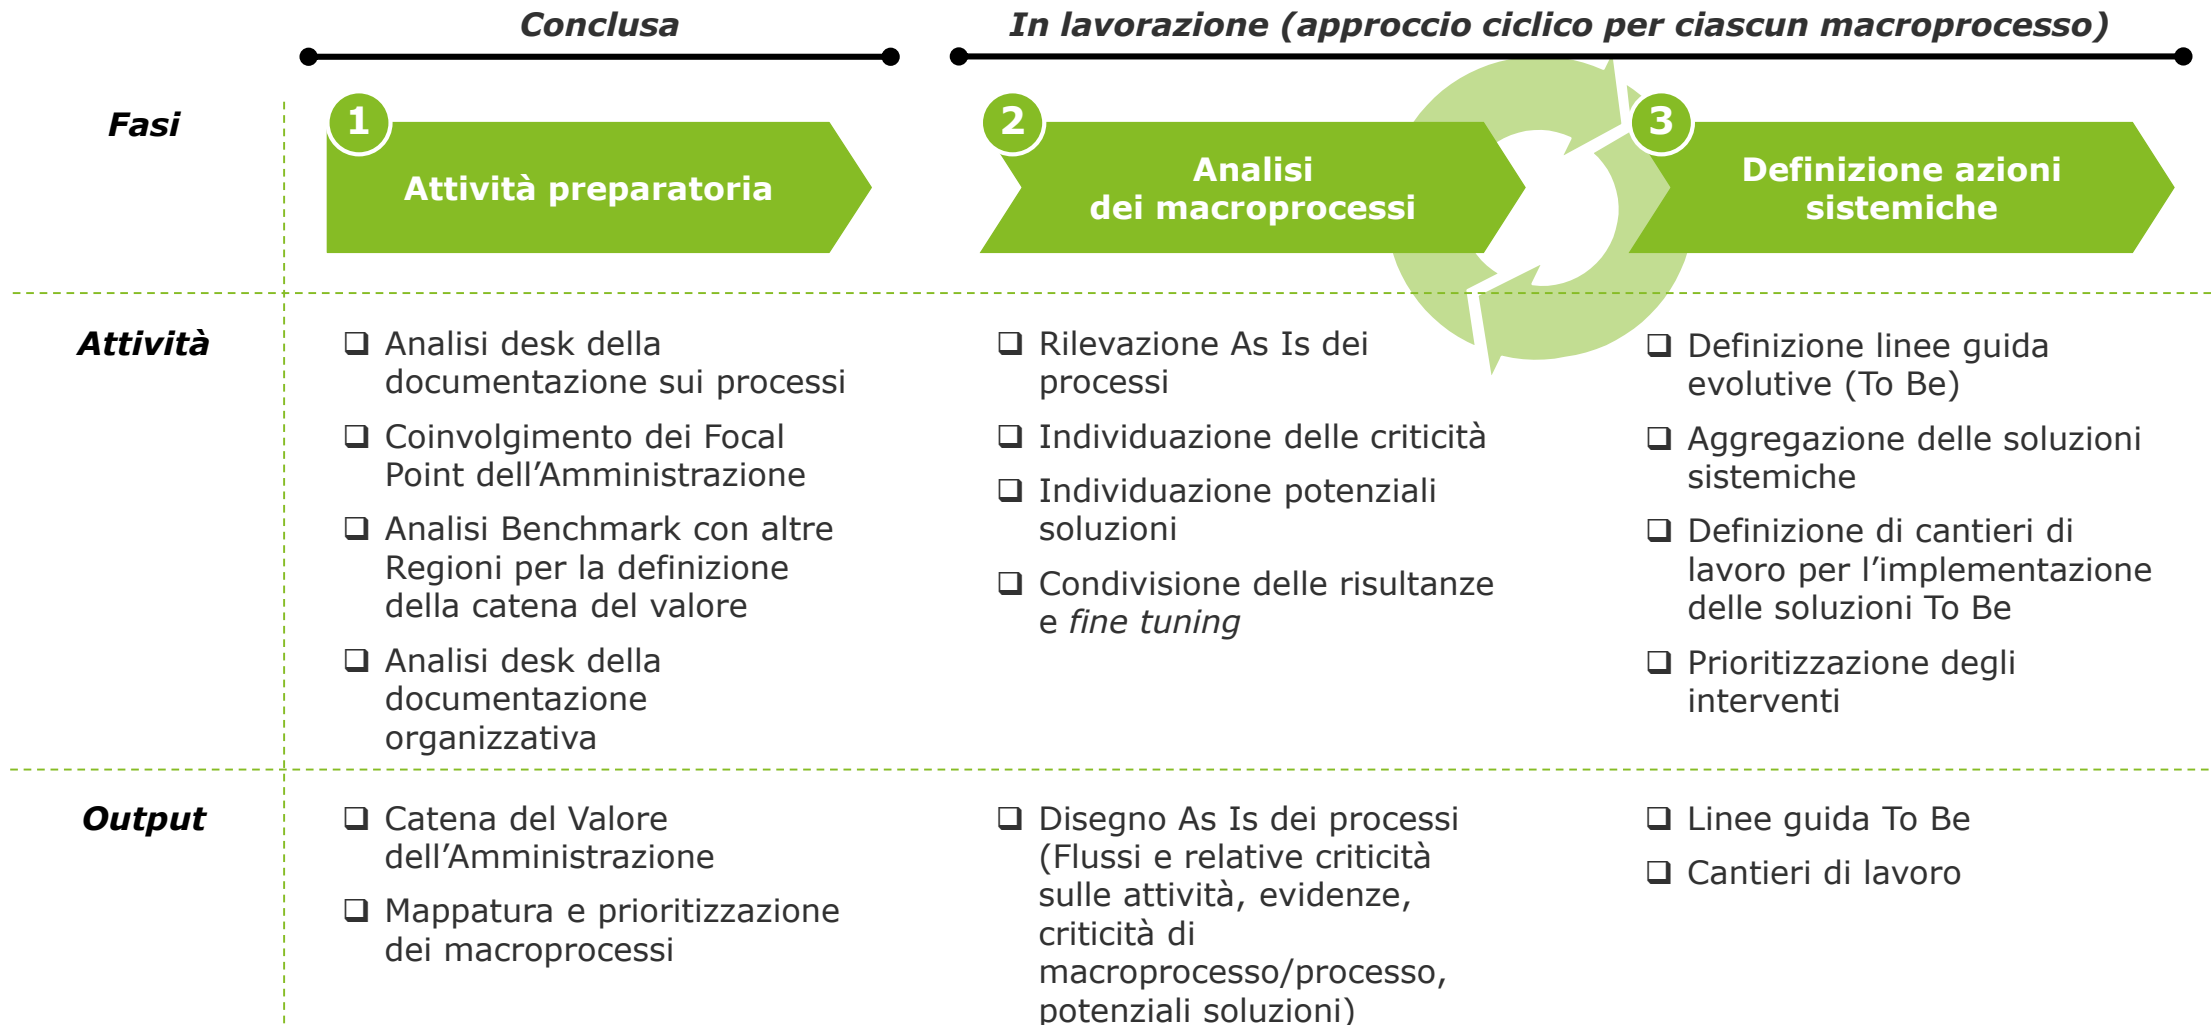 Conclusa
In lavorazione (approccio ciclico per ciascun macroprocesso)
Fasi
1
Attività preparatoria
2
Analisi
dei macroprocessi
3
Definizione azioni
sistemiche
Attività
❑ Analisi desk della
documentazione sui processi
❑ Coinvolgimento dei Focal
Point dell’Amministrazione
❑ Analisi Benchmark con altre
Regioni per la definizione
della catena del valore
❑ Analisi desk della
documentazione
organizzativa
❑ Rilevazione As Is dei
processi
❑ Individuazione delle criticità
❑ Individuazione potenziali
soluzioni
❑ Condivisione delle risultanze
e fine tuning
❑ Definizione linee guida
evolutive (To Be)
❑ Aggregazione delle soluzioni
sistemiche
❑ Definizione di cantieri di
lavoro per l’implementazione
delle soluzioni To Be
❑ Prioritizzazione degli
interventi
Output
❑ Catena del Valore
dell’Amministrazione
❑ Mappatura e prioritizzazione
dei macroprocessi
❑ Disegno As Is dei processi
(Flussi e relative criticità
sulle attività, evidenze,
criticità di
macroprocesso/processo,
potenziali soluzioni)
❑ Linee guida To Be
❑ Cantieri di lavoro